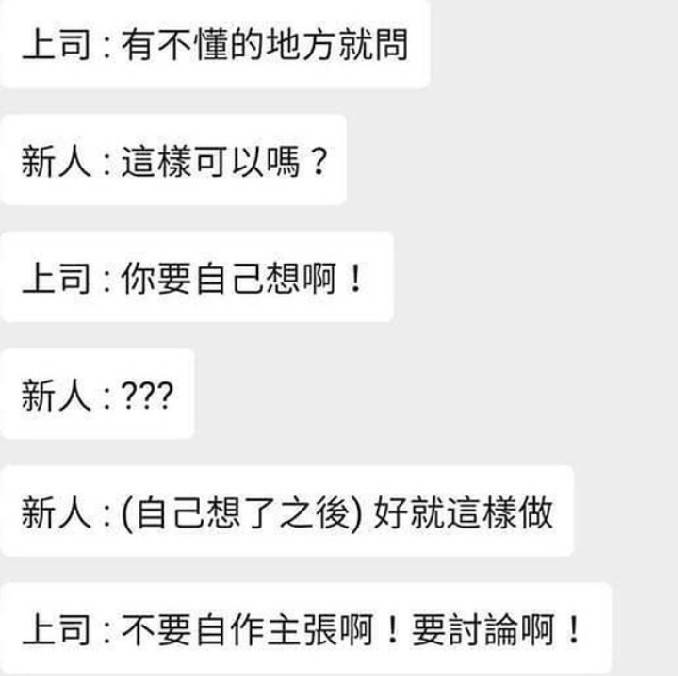 上司 : 有不懂的地方就問
新人 : 這樣可以嗎？
上司 : 你要自己想啊！
新人 : ???
新人 : (自己想了之後) 好就這樣做
上司 : 不要自作主張啊！要討論啊！